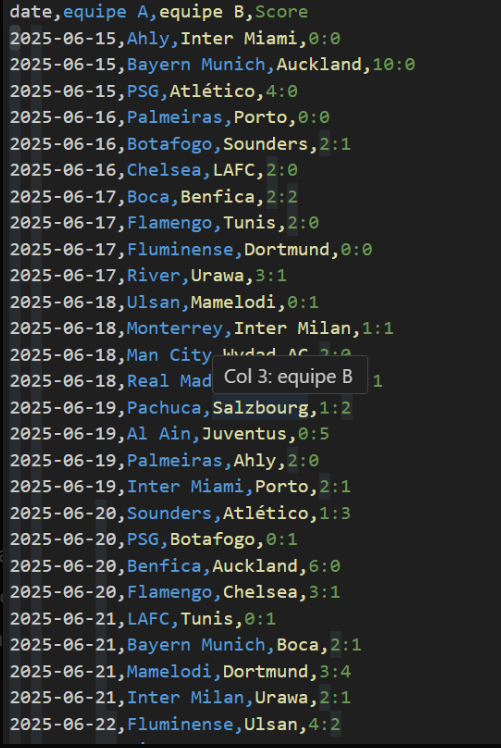 date,equipe A,equipe B,Score
2025-06-15,Ahly,Inter Miami,0:0
2025-06-15,Bayern Munich,Auckland,10:0
2025-06-15,PSG,Atlético,4:0
2025-06-16,Palmeiras,Porto,0:0
2025-06-16,Botafogo,Sounders,2:1
2025-06-16,Chelsea,LAFC,2:0
2025-06-17,Boca,Benfica,2:2
2025-06-17,Flamengo,Tunis,2:0
2025-06-17,Fluminense,Dortmund,0:0
2025-06-17,River,Urawa,3:1
2025-06-18,Ulsan,Mamelodi,0:1
2025-06-18,Monterrey,Inter Milan,1:1
2025-06-18,Man City,Wydad AC,2:0
2025-06-18,Real Mad 1
Col 3: equipe B
2025-06-19,Pachuca,Salzbourg,1:2
2025-06-19,Al Ain,Juventus,0:5
2025-06-19,Palmeiras,Ahly,2:0
2025-06-19,Inter Miami,Porto,2:1
2025-06-20,Sounders,Atlético,1:3
2025-06-20,PSG,Botafogo,0:1
2025-06-20,Benfica,Auckland,6:0
2025-06-20,Flamengo,Chelsea,3:1
2025-06-21,LAFC,Tunis,0:1
2025-06-21,Bayern Munich,Boca,2:1
2025-06-21,Mamelodi,Dortmund,3:4
2025-06-21,Inter Milan,Urawa,2:1
2025-06-22,Fluminense,Ulsan,4:2